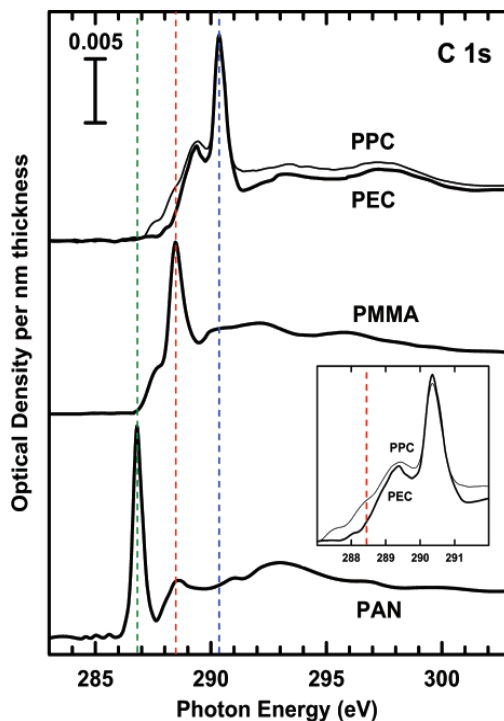 0.005
C 1s
PPC
PEC
PMMA
PPC
PEC
288 289 290 291
PAN
Optical Density per nm thickness
285 290 295 300
Photon Energy (eV)